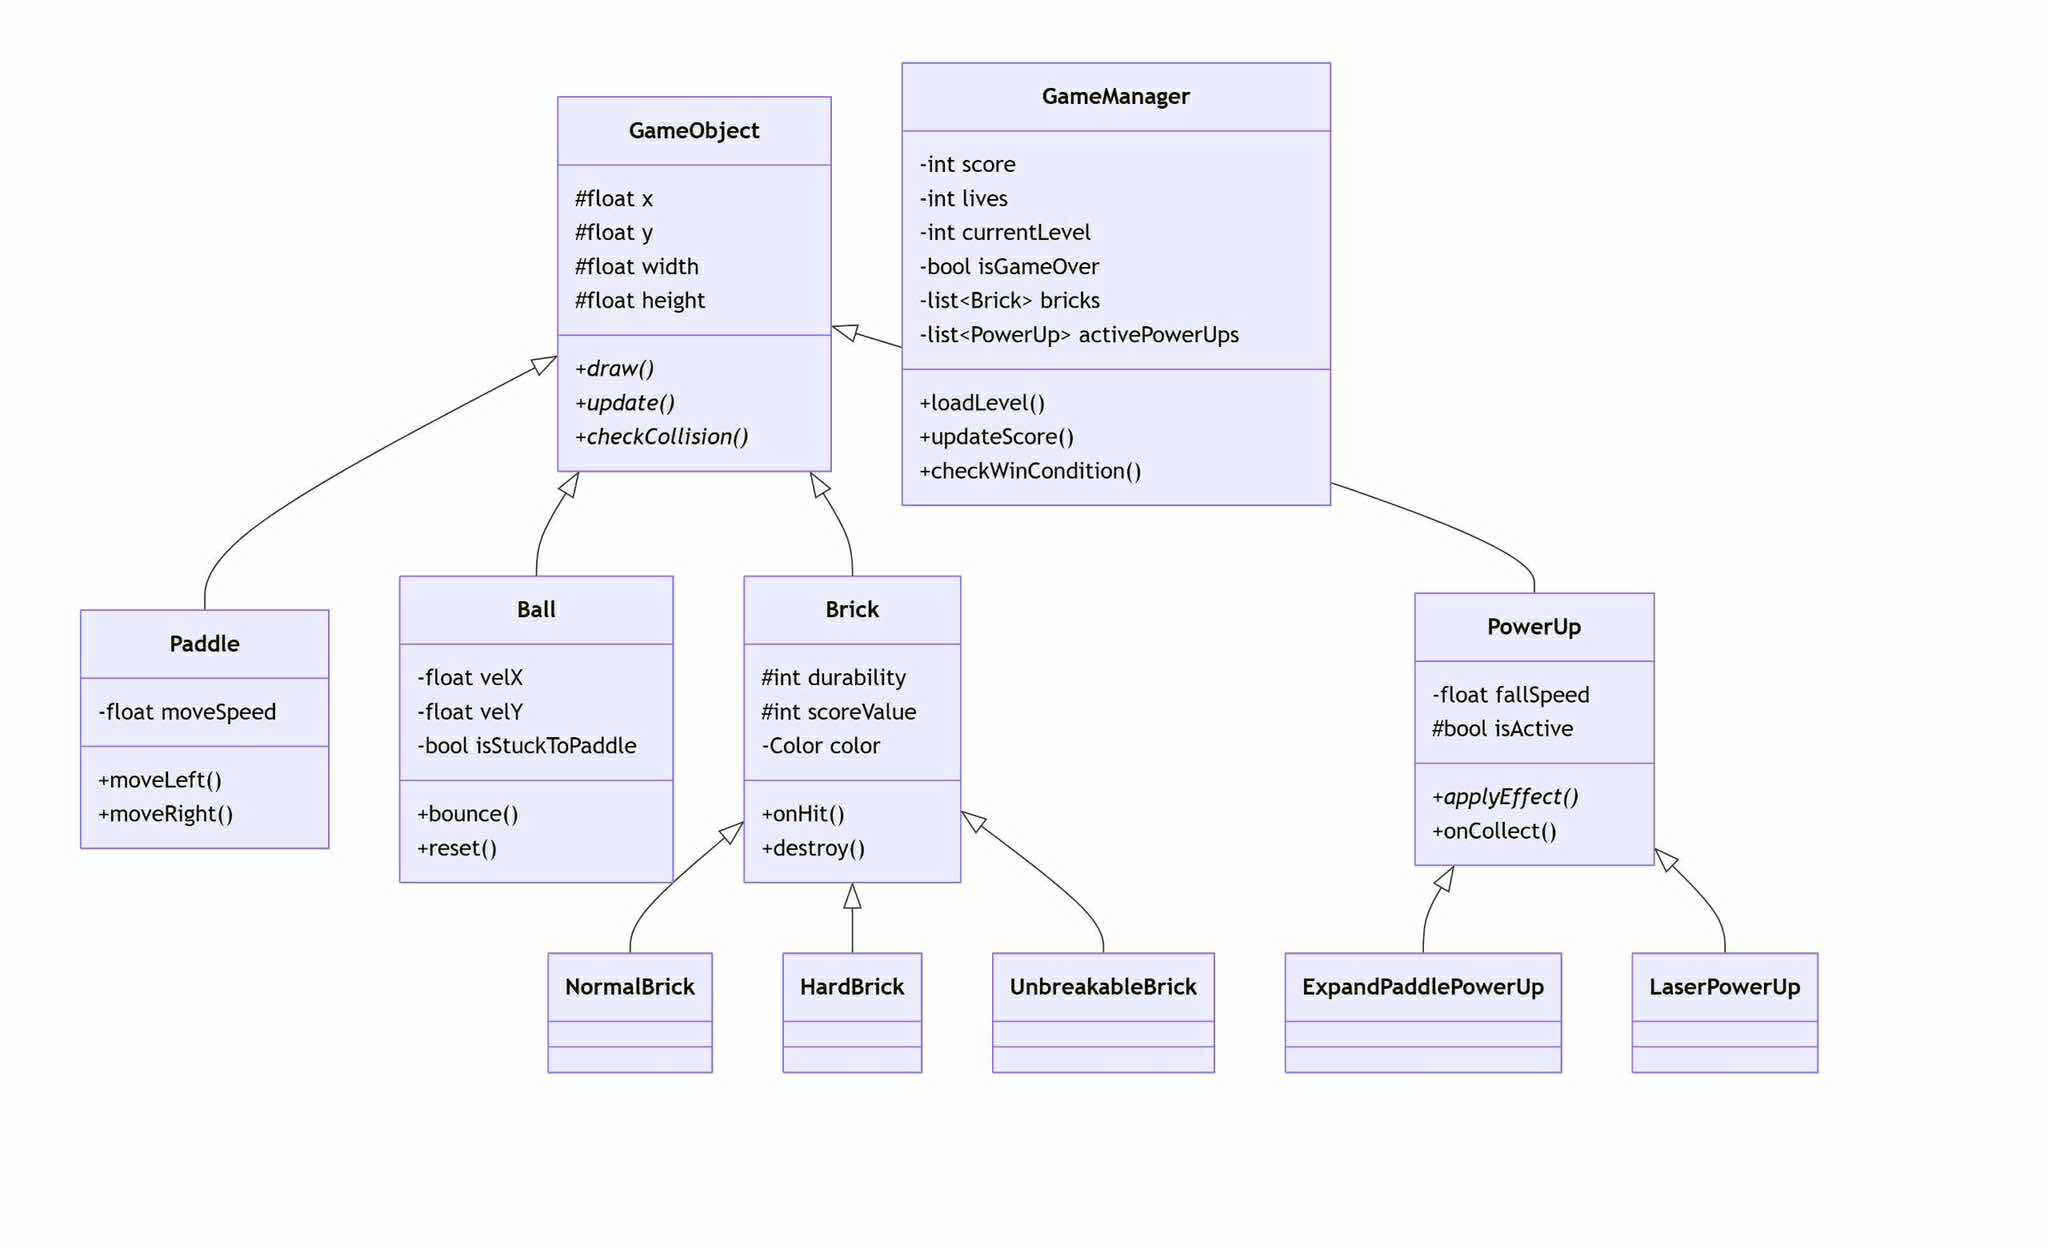 GameObject
#float x
#float y
#float width
#float height
+draw()
+update()
+checkCollision()
GameManager
-int score
-int lives
-int currentLevel
-bool isGameOver
-list<Brick> bricks
-list<PowerUp> activePowerUps
+loadLevel()
+updateScore()
+checkWinCondition()
Paddle
-float moveSpeed
+moveLeft()
+moveRight()
Ball
-float velX
-float velY
-bool isStuckToPaddle
+bounce()
+reset()
Brick
#int durability
#int scoreValue
-Color color
+onHit()
+destroy()
PowerUp
-float fallSpeed
#bool isActive
+applyEffect()
+onCollect()
NormalBrick
HardBrick
UnbreakableBrick
ExpandPaddlePowerUp
LaserPowerUp